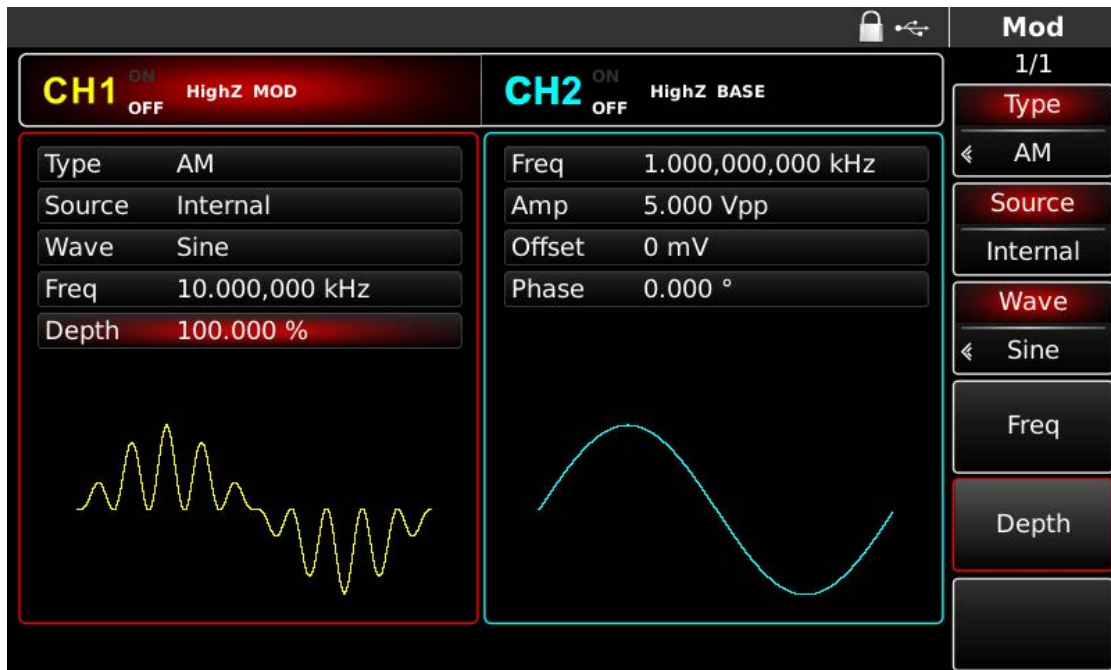 Mod
1/1
CH1 ON OFF HighZ MOD
CH2 ON OFF HighZ BASE
Type AM
Source Internal
Wave Sine
Freq 10.000,000 kHz
Depth 100.000 %
Freq 1.000,000,000 kHz
Amp 5.000 Vpp
Offset 0 mV
Phase 0.000 °
Type
AM
Source
Internal
Wave
Sine
Freq
Depth